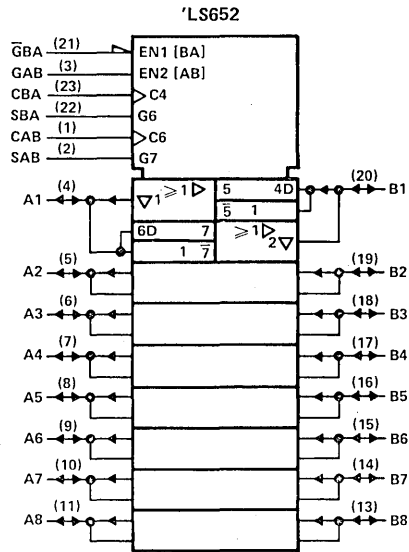 'LS652
G̅BA (21) EN1 [BA]
GAB (3) EN2 [AB]
CBA (23) C4
SBA (22) G6
CAB (1) C6
SAB (2) G7
A1 (4) 1 ≥1 ▷ 5 4D (20) B1
5̅ 1
6D 7 ≥1 ▷
1 7̅ 2
A2 (5) (19) B2
A3 (6) (18) B3
A4 (7) (17) B4
A5 (8) (16) B5
A6 (9) (15) B6
A7 (10) (14) B7
A8 (11) (13) B8